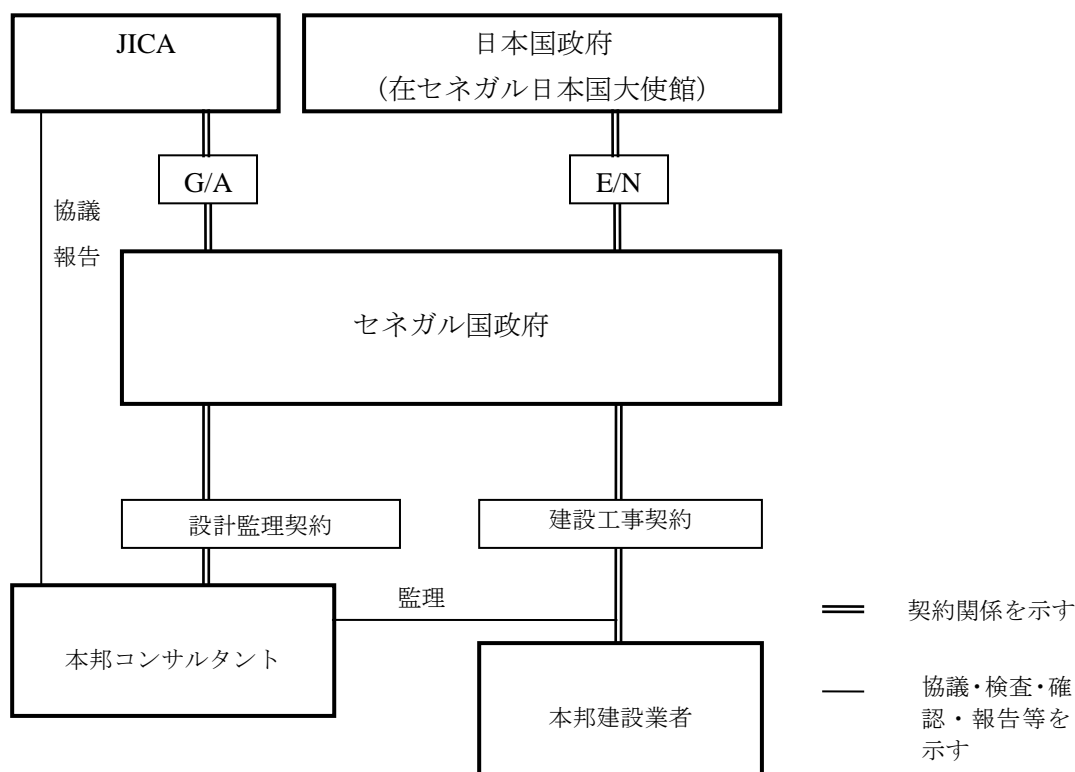 JICA
日本国政府
（在セネガル日本国大使館）
G/A
E/N
協議
報告
セネガル国政府
設計監理契約
建設工事契約
監理
本邦コンサルタント
本邦建設業者
契約関係を示す
協議・検査・確
認・報告等を
示す